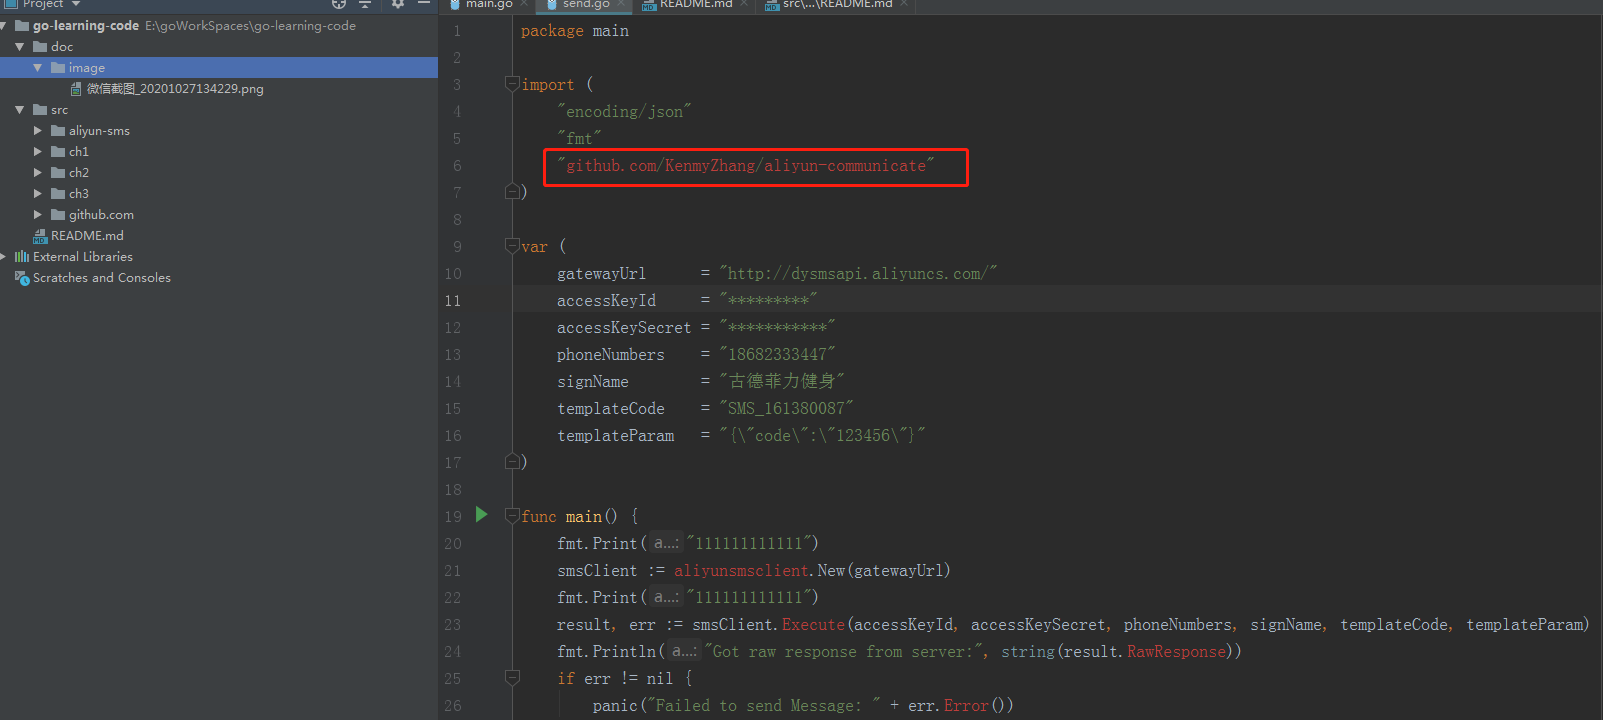 Project
main.go
send.go
README.md
src\...\README.md
go-learning-code E:\goWorkSpaces\go-learning-code
doc
image
微信截图_20201027134229.png
src
aliyun-sms
ch1
ch2
ch3
github.com
README.md
External Libraries
Scratches and Consoles
1 package main
2
3 import (
4 "encoding/json"
5 "fmt"
6 "github.com/KenmyZhang/aliyun-communicate"
7 )
8
9 var (
10 gatewayUrl = "http://dysmsapi.aliyuncs.com/"
11 accessKeyId = "*********"
12 accessKeySecret = "***********"
13 phoneNumbers = "18682333447"
14 signName = "古德菲力健身"
15 templateCode = "SMS_161380087"
16 templateParam = "{\"code\":\"123456\"}"
17 )
18
19 func main() {
20 fmt.Print( a...: "111111111111")
21 smsClient := aliyunsmsclient.New(gatewayUrl)
22 fmt.Print( a...: "111111111111")
23 result, err := smsClient.Execute(accessKeyId, accessKeySecret, phoneNumbers, signName, templateCode, templateParam)
24 fmt.Println( a...: "Got raw response from server:", string(result.RawResponse))
25 if err != nil {
26 panic("Failed to send Message: " + err.Error())